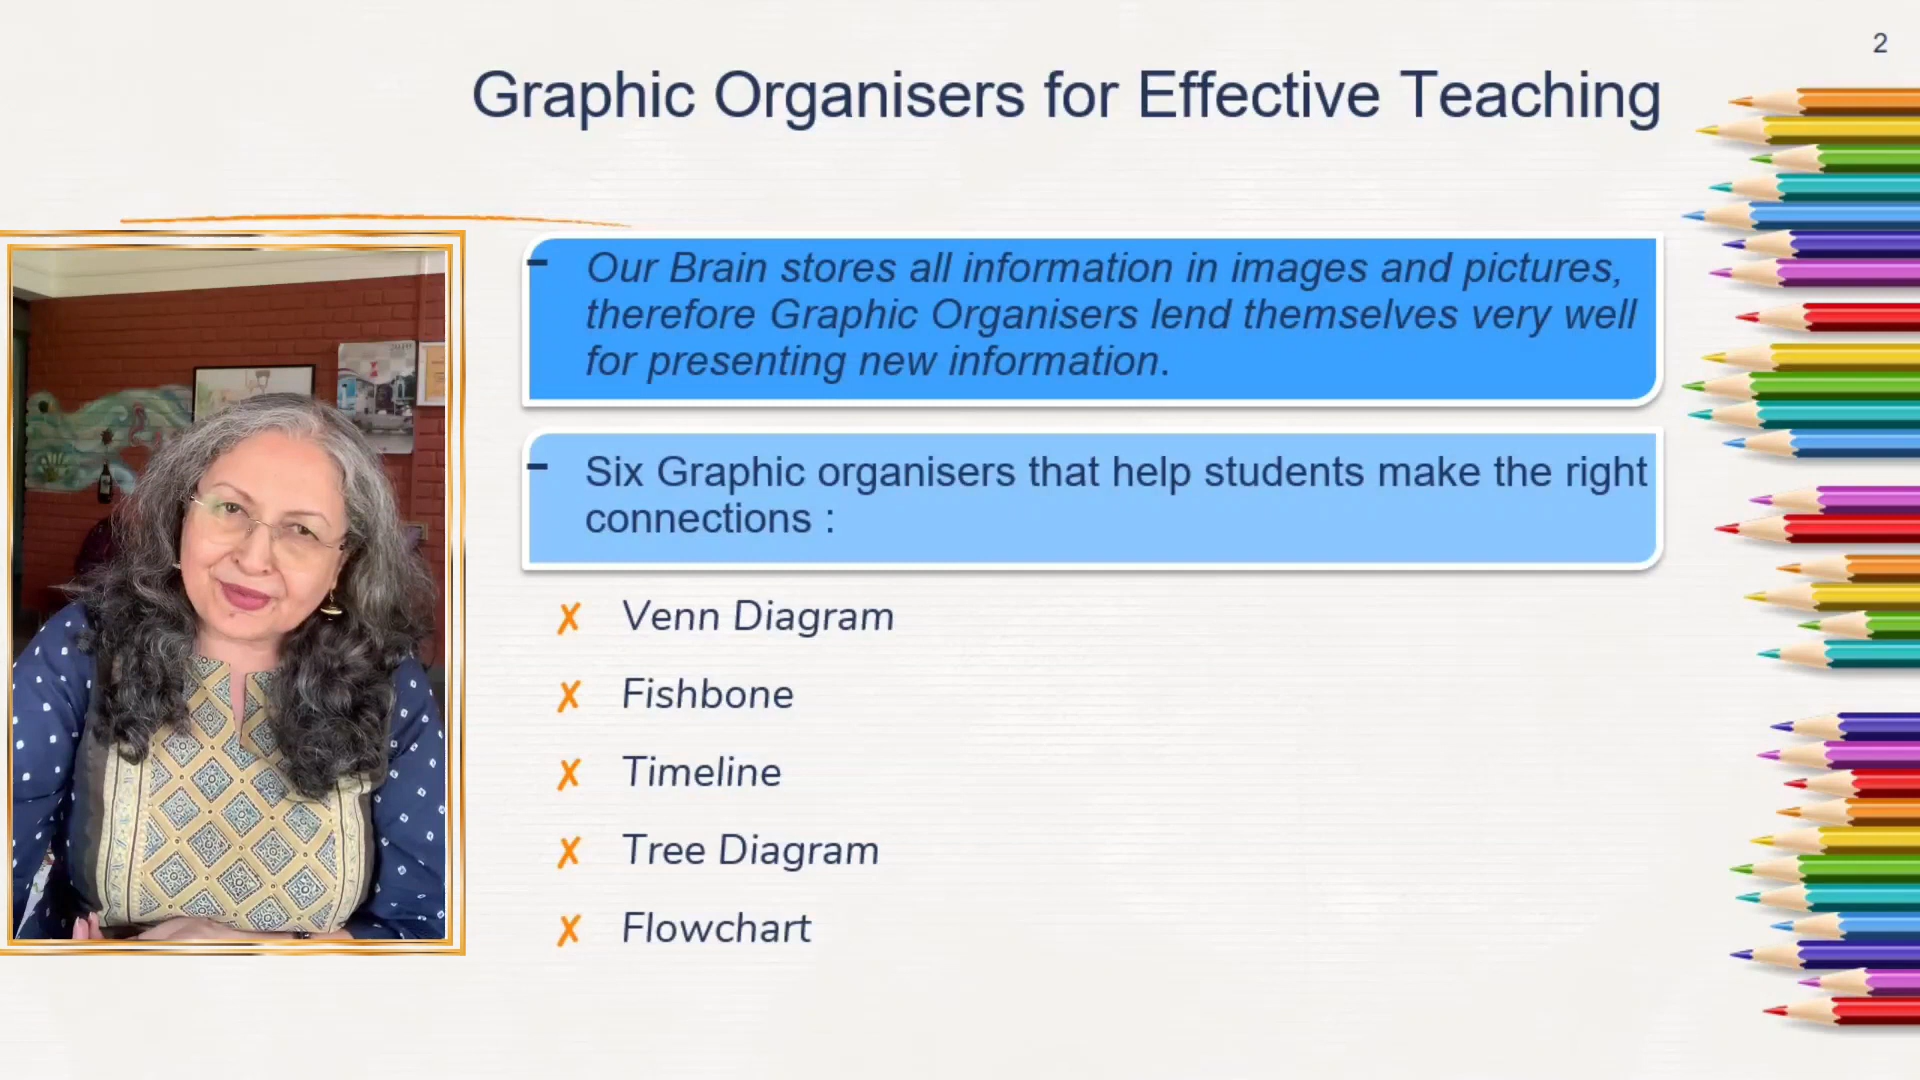 2
Graphic Organisers for Effective Teaching
- Our Brain stores all information in images and pictures,
therefore Graphic Organisers lend themselves very well
for presenting new information.
- Six Graphic organisers that help students make the right
connections :
✗ Venn Diagram
✗ Fishbone
✗ Timeline
✗ Tree Diagram
✗ Flowchart